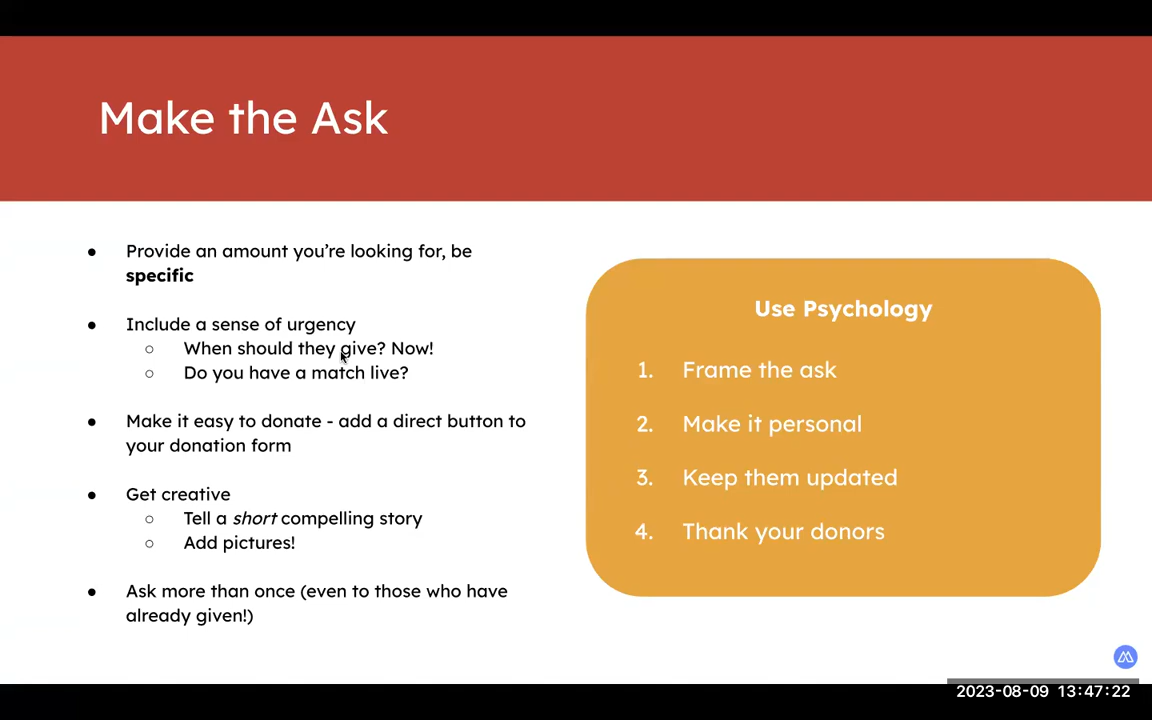 Make the Ask
● Provide an amount you’re looking for, be
specific
● Include a sense of urgency
○ When should they give? Now!
○ Do you have a match live?
● Make it easy to donate - add a direct button to
your donation form
● Get creative
○ Tell a short compelling story
○ Add pictures!
● Ask more than once (even to those who have
already given!)
Use Psychology
1. Frame the ask
2. Make it personal
3. Keep them updated
4. Thank your donors
2023-08-09 13:47:22